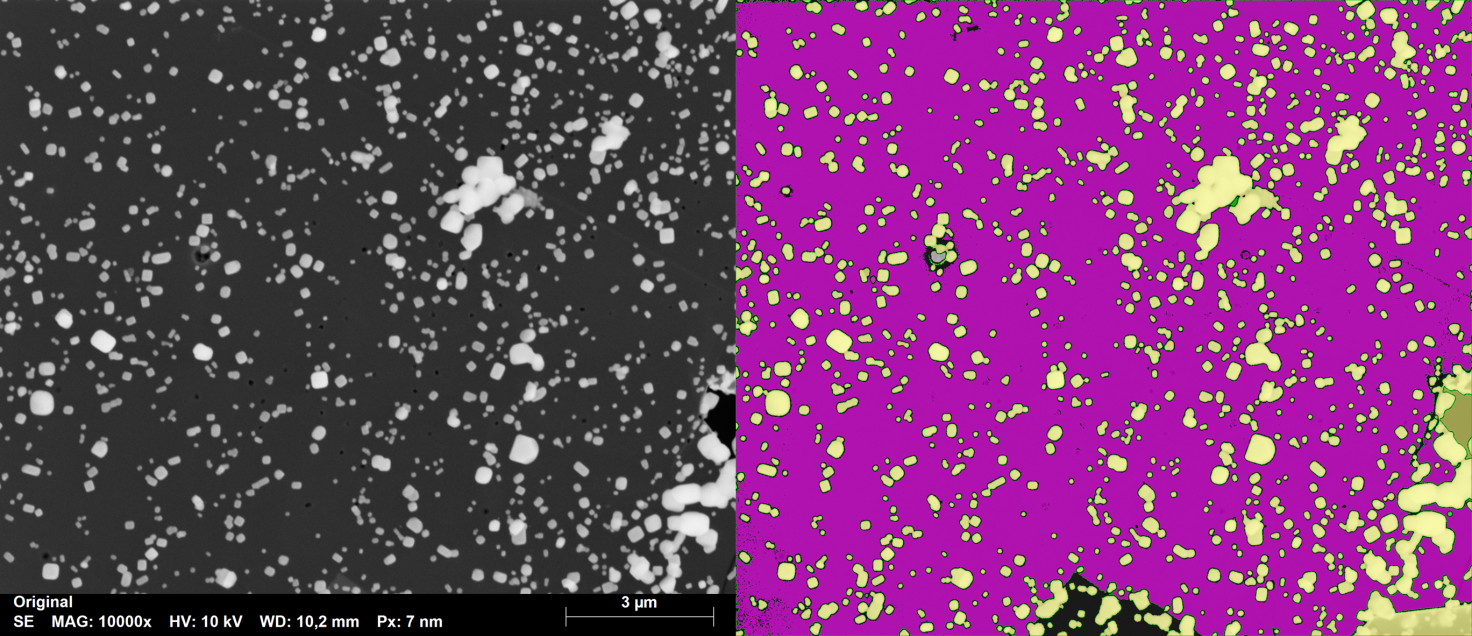 Original
3 µm
SE MAG: 10000x HV: 10 kV WD: 10,2 mm Px: 7 nm